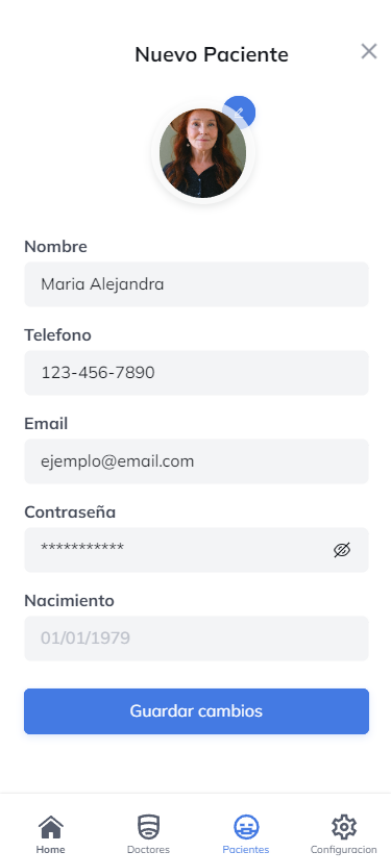 Nuevo Paciente
Nombre
Maria Alejandra
Telefono
123-456-7890
Email
ejemplo@email.com
Contraseña
***********
Nacimiento
01/01/1979
Guardar cambios
Home Doctores Pacientes Configuracion